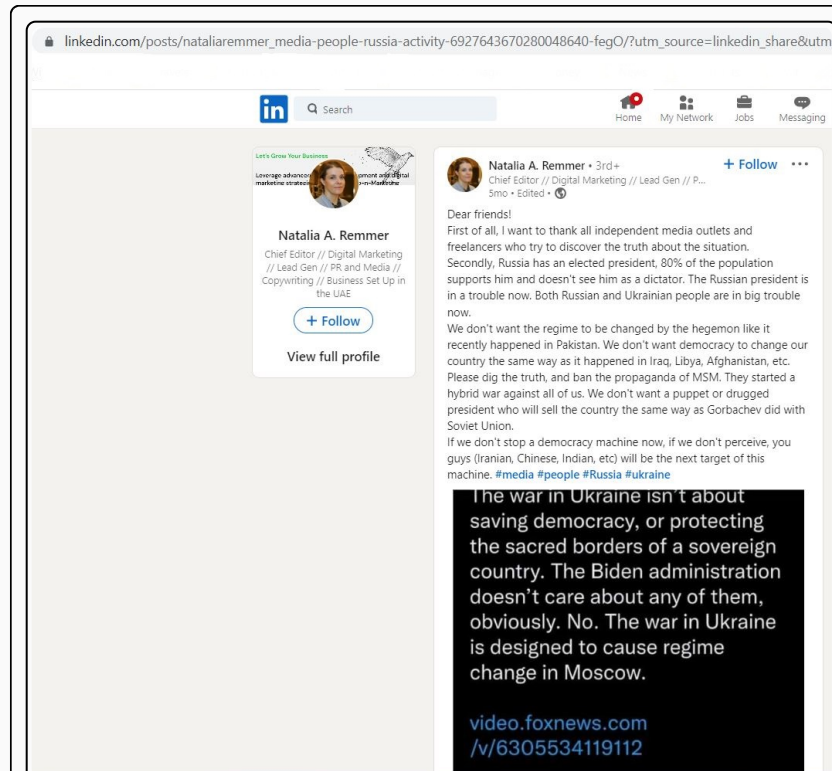 linkedin.com/posts/nataliaremmer_media-people-russia-activity-6927643670280048640-fegO/?utm_source=linkedin_share&utm
in
Search
Home
My Network
Jobs
Messaging
Let's Grow Your Business
Natalia A. Remmer
Chief Editor // Digital Marketing
// Lead Gen // PR and Media //
Copywriting // Business Set Up in
the UAE
+ Follow
View full profile
Natalia A. Remmer • 3rd+
Chief Editor // Digital Marketing // Lead Gen // P...
5mo • Edited •
+ Follow
Dear friends!
First of all, I want to thank all independent media outlets and
freelancers who try to discover the truth about the situation.
Secondly, Russia has an elected president, 80% of the population
supports him and doesn't see him as a dictator. The Russian president is
in a trouble now. Both Russian and Ukrainian people are in big trouble
now.
We don't want the regime to be changed by the hegemon like it
recently happened in Pakistan. We don't want democracy to change our
country the same way as it happened in Iraq, Libya, Afghanistan, etc.
Please dig the truth, and ban the propaganda of MSM. They started a
hybrid war against all of us. We don't want a puppet or drugged
president who will sell the country the same way as Gorbachev did with
Soviet Union.
If we don't stop a democracy machine now, if we don't perceive, you
guys (Iranian, Chinese, Indian, etc) will be the next target of this
machine. #media #people #Russia #ukraine
The war in Ukraine isn't about
saving democracy, or protecting
the sacred borders of a sovereign
country. The Biden administration
doesn't care about any of them,
obviously. No. The war in Ukraine
is designed to cause regime
change in Moscow.
video.foxnews.com
/v/6305534119112